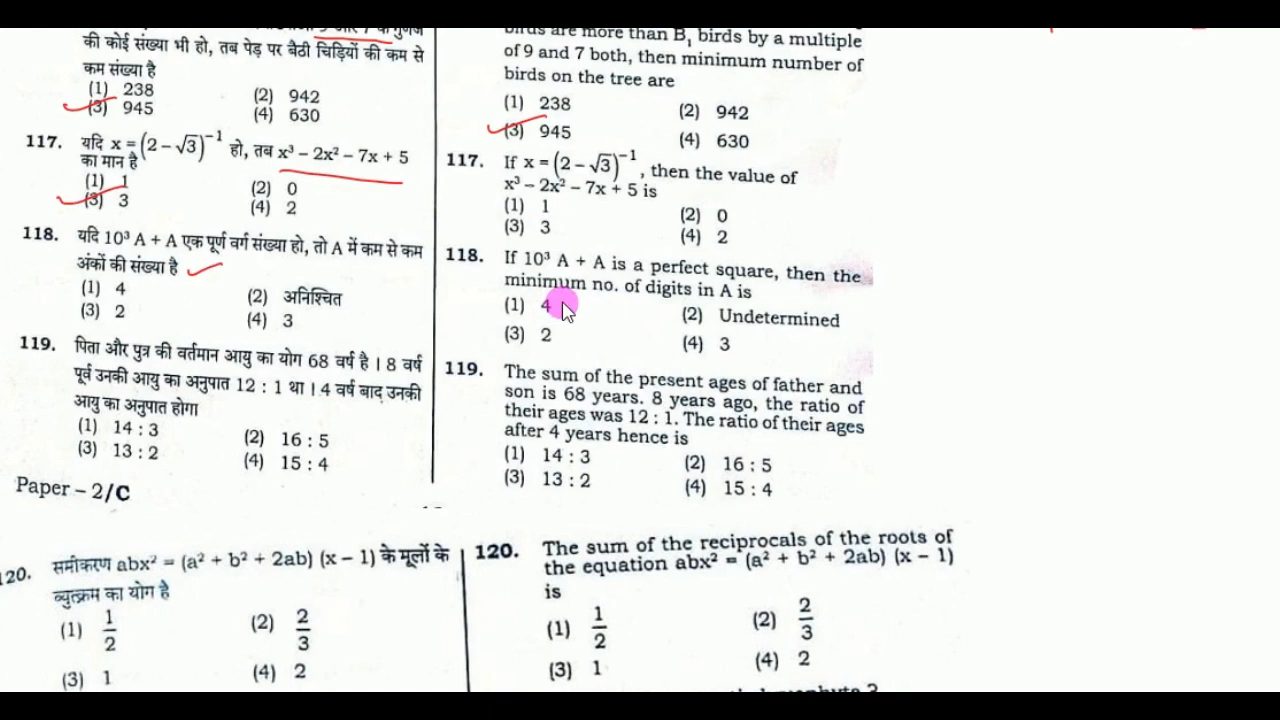 की कोई संख्या भी हो, तब पेड़ पर बैठी चिड़ियों की कम से
कम संख्या है
(1) 238 (2) 942
(3) 945 (4) 630
117. यदि x = (2 – √3)⁻¹ हो, तब x³ – 2x² – 7x + 5
का मान है
(1) 1 (2) 0
(3) 3 (4) 2
118. यदि 10³ A + A एक पूर्ण वर्ग संख्या हो, तो A में कम से कम
अंकों की संख्या है
(1) 4 (2) अनिश्चित
(3) 2 (4) 3
119. पिता और पुत्र की वर्तमान आयु का योग 68 वर्ष है । 8 वर्ष
पूर्व उनकी आयु का अनुपात 12 : 1 था । 4 वर्ष बाद उनकी
आयु का अनुपात होगा
(1) 14 : 3 (2) 16 : 5
(3) 13 : 2 (4) 15 : 4
Paper – 2/C
birds are more than B₁ birds by a multiple
of 9 and 7 both, then minimum number of
birds on the tree are
(1) 238 (2) 942
(3) 945 (4) 630
117. If x = (2 – √3)⁻¹, then the value of
x³ – 2x² – 7x + 5 is
(1) 1 (2) 0
(3) 3 (4) 2
118. If 10³ A + A is a perfect square, then the
minimum no. of digits in A is
(1) 4 (2) Undetermined
(3) 2 (4) 3
119. The sum of the present ages of father and
son is 68 years. 8 years ago, the ratio of
their ages was 12 : 1. The ratio of their ages
after 4 years hence is
(1) 14 : 3 (2) 16 : 5
(3) 13 : 2 (4) 15 : 4
120. समीकरण abx² = (a² + b² + 2ab) (x – 1) के मूलों के
व्युत्क्रम का योग है
(1) 1/2 (2) 2/3
(3) 1 (4) 2
120. The sum of the reciprocals of the roots of
the equation abx² = (a² + b² + 2ab) (x – 1)
is
(1) 1/2 (2) 2/3
(3) 1 (4) 2